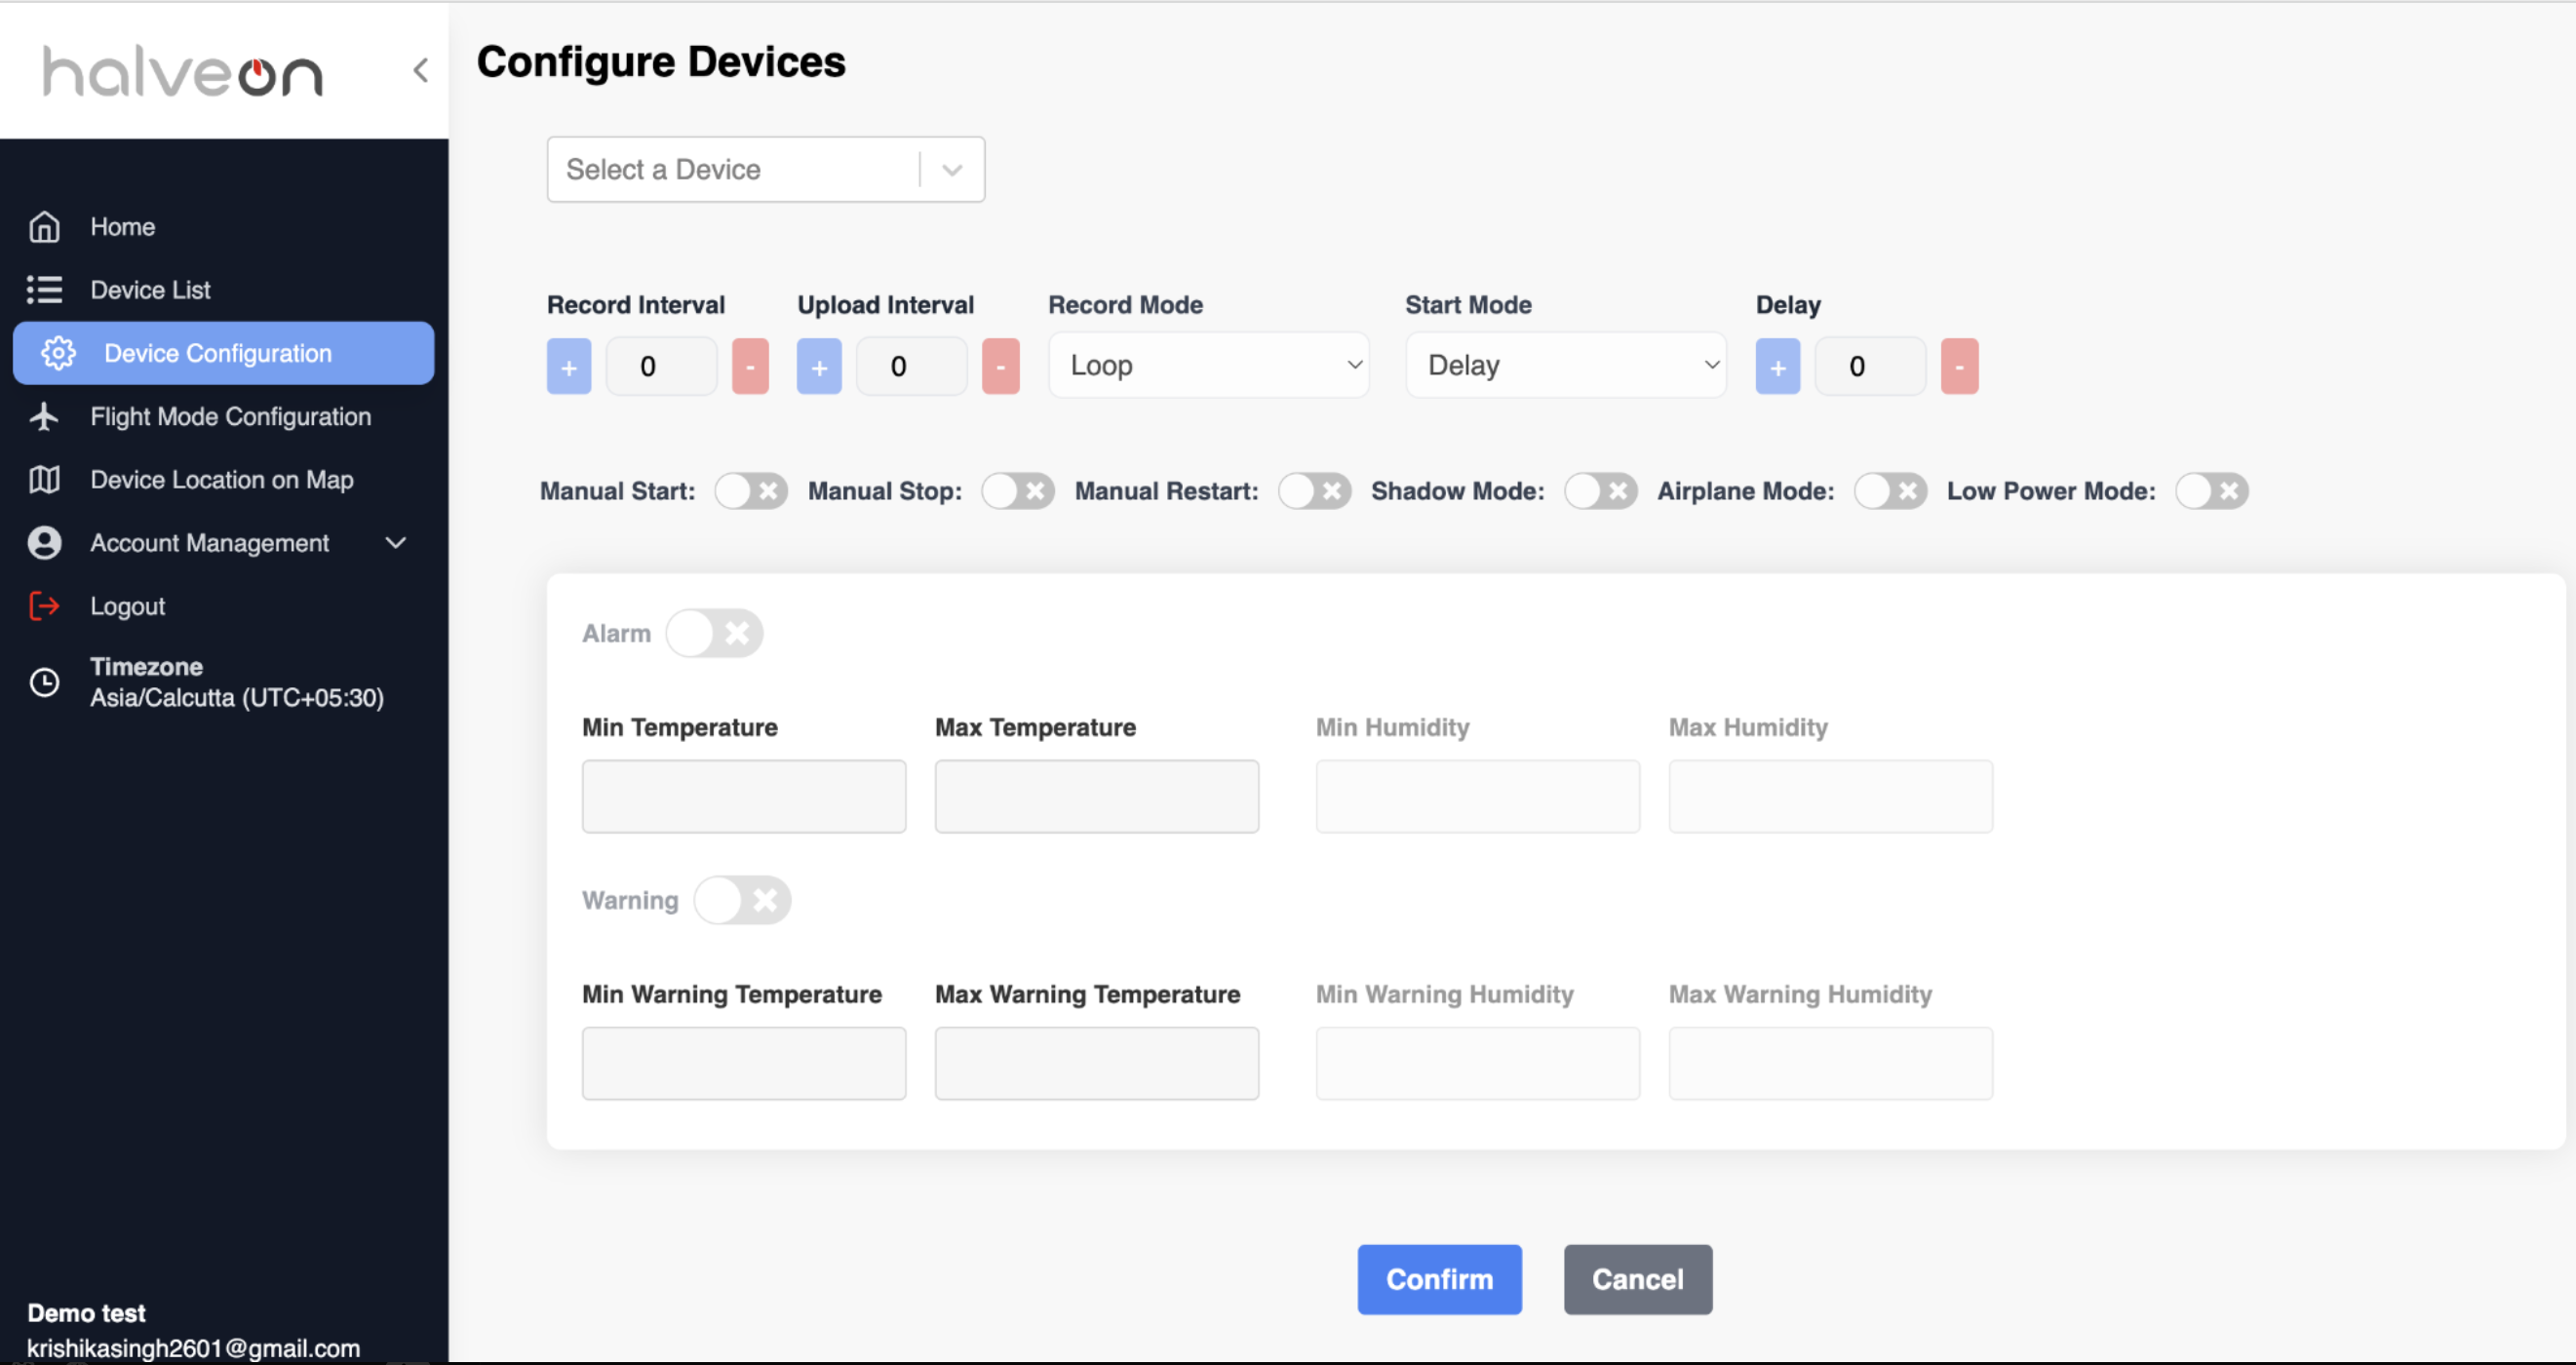 halveon
Configure Devices
Select a Device
Home
Device List
Device Configuration
Flight Mode Configuration
Device Location on Map
Account Management
Logout
Timezone
Asia/Calcutta (UTC+05:30)
Record Interval Upload Interval Record Mode Start Mode Delay
+ 0 - + 0 - Loop Delay + 0 -
Manual Start: Manual Stop: Manual Restart: Shadow Mode: Airplane Mode: Low Power Mode:
Alarm
Min Temperature Max Temperature Min Humidity Max Humidity
Warning
Min Warning Temperature Max Warning Temperature Min Warning Humidity Max Warning Humidity
Confirm Cancel
Demo test
krishikasingh2601@gmail.com